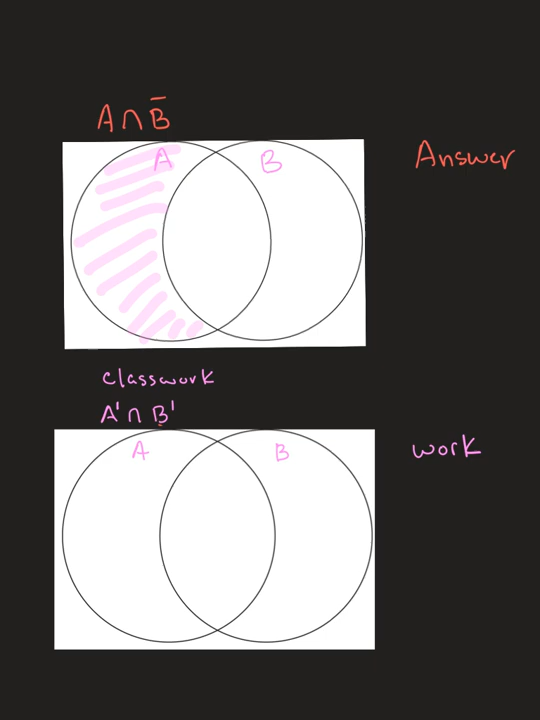 A ∩ B̄
A B
Answer
classwork
A' ∩ B'
A B
work